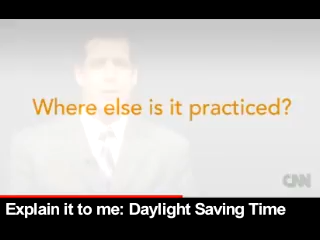 Where else is it practiced?
CNN
Explain it to me: Daylight Saving Time